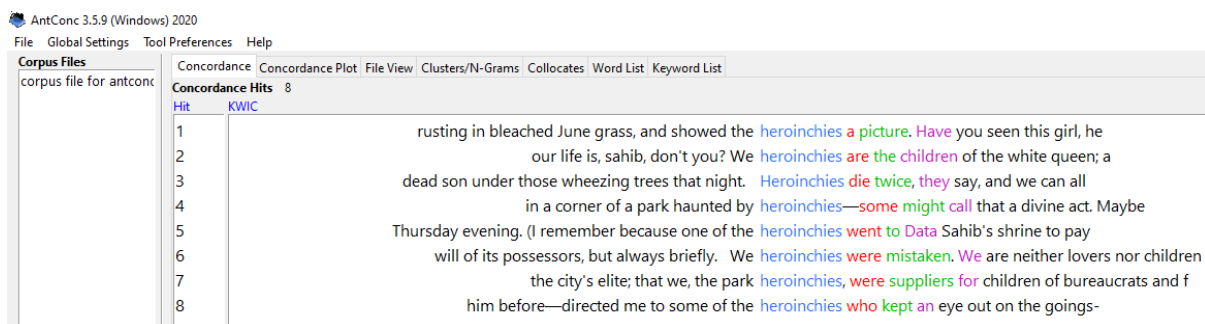 AntConc 3.5.9 (Windows) 2020
File Global Settings Tool Preferences Help
Corpus Files
corpus file for antconc
Concordance Concordance Plot File View Clusters/N-Grams Collocates Word List Keyword List
Concordance Hits 8
Hit KWIC
1 rusting in bleached June grass, and showed the heroinchies a picture. Have you seen this girl, he
2 our life is, sahib, don't you? We heroinchies are the children of the white queen; a
3 dead son under those wheezing trees that night. Heroinchies die twice, they say, and we can all
4 in a corner of a park haunted by heroinchies—some might call that a divine act. Maybe
5 Thursday evening. (I remember because one of the heroinchies went to Data Sahib's shrine to pay
6 will of its possessors, but always briefly. We heroinchies were mistaken. We are neither lovers nor children
7 the city's elite; that we, the park heroinchies, were suppliers for children of bureaucrats and f
8 him before—directed me to some of the heroinchies who kept an eye out on the goings-